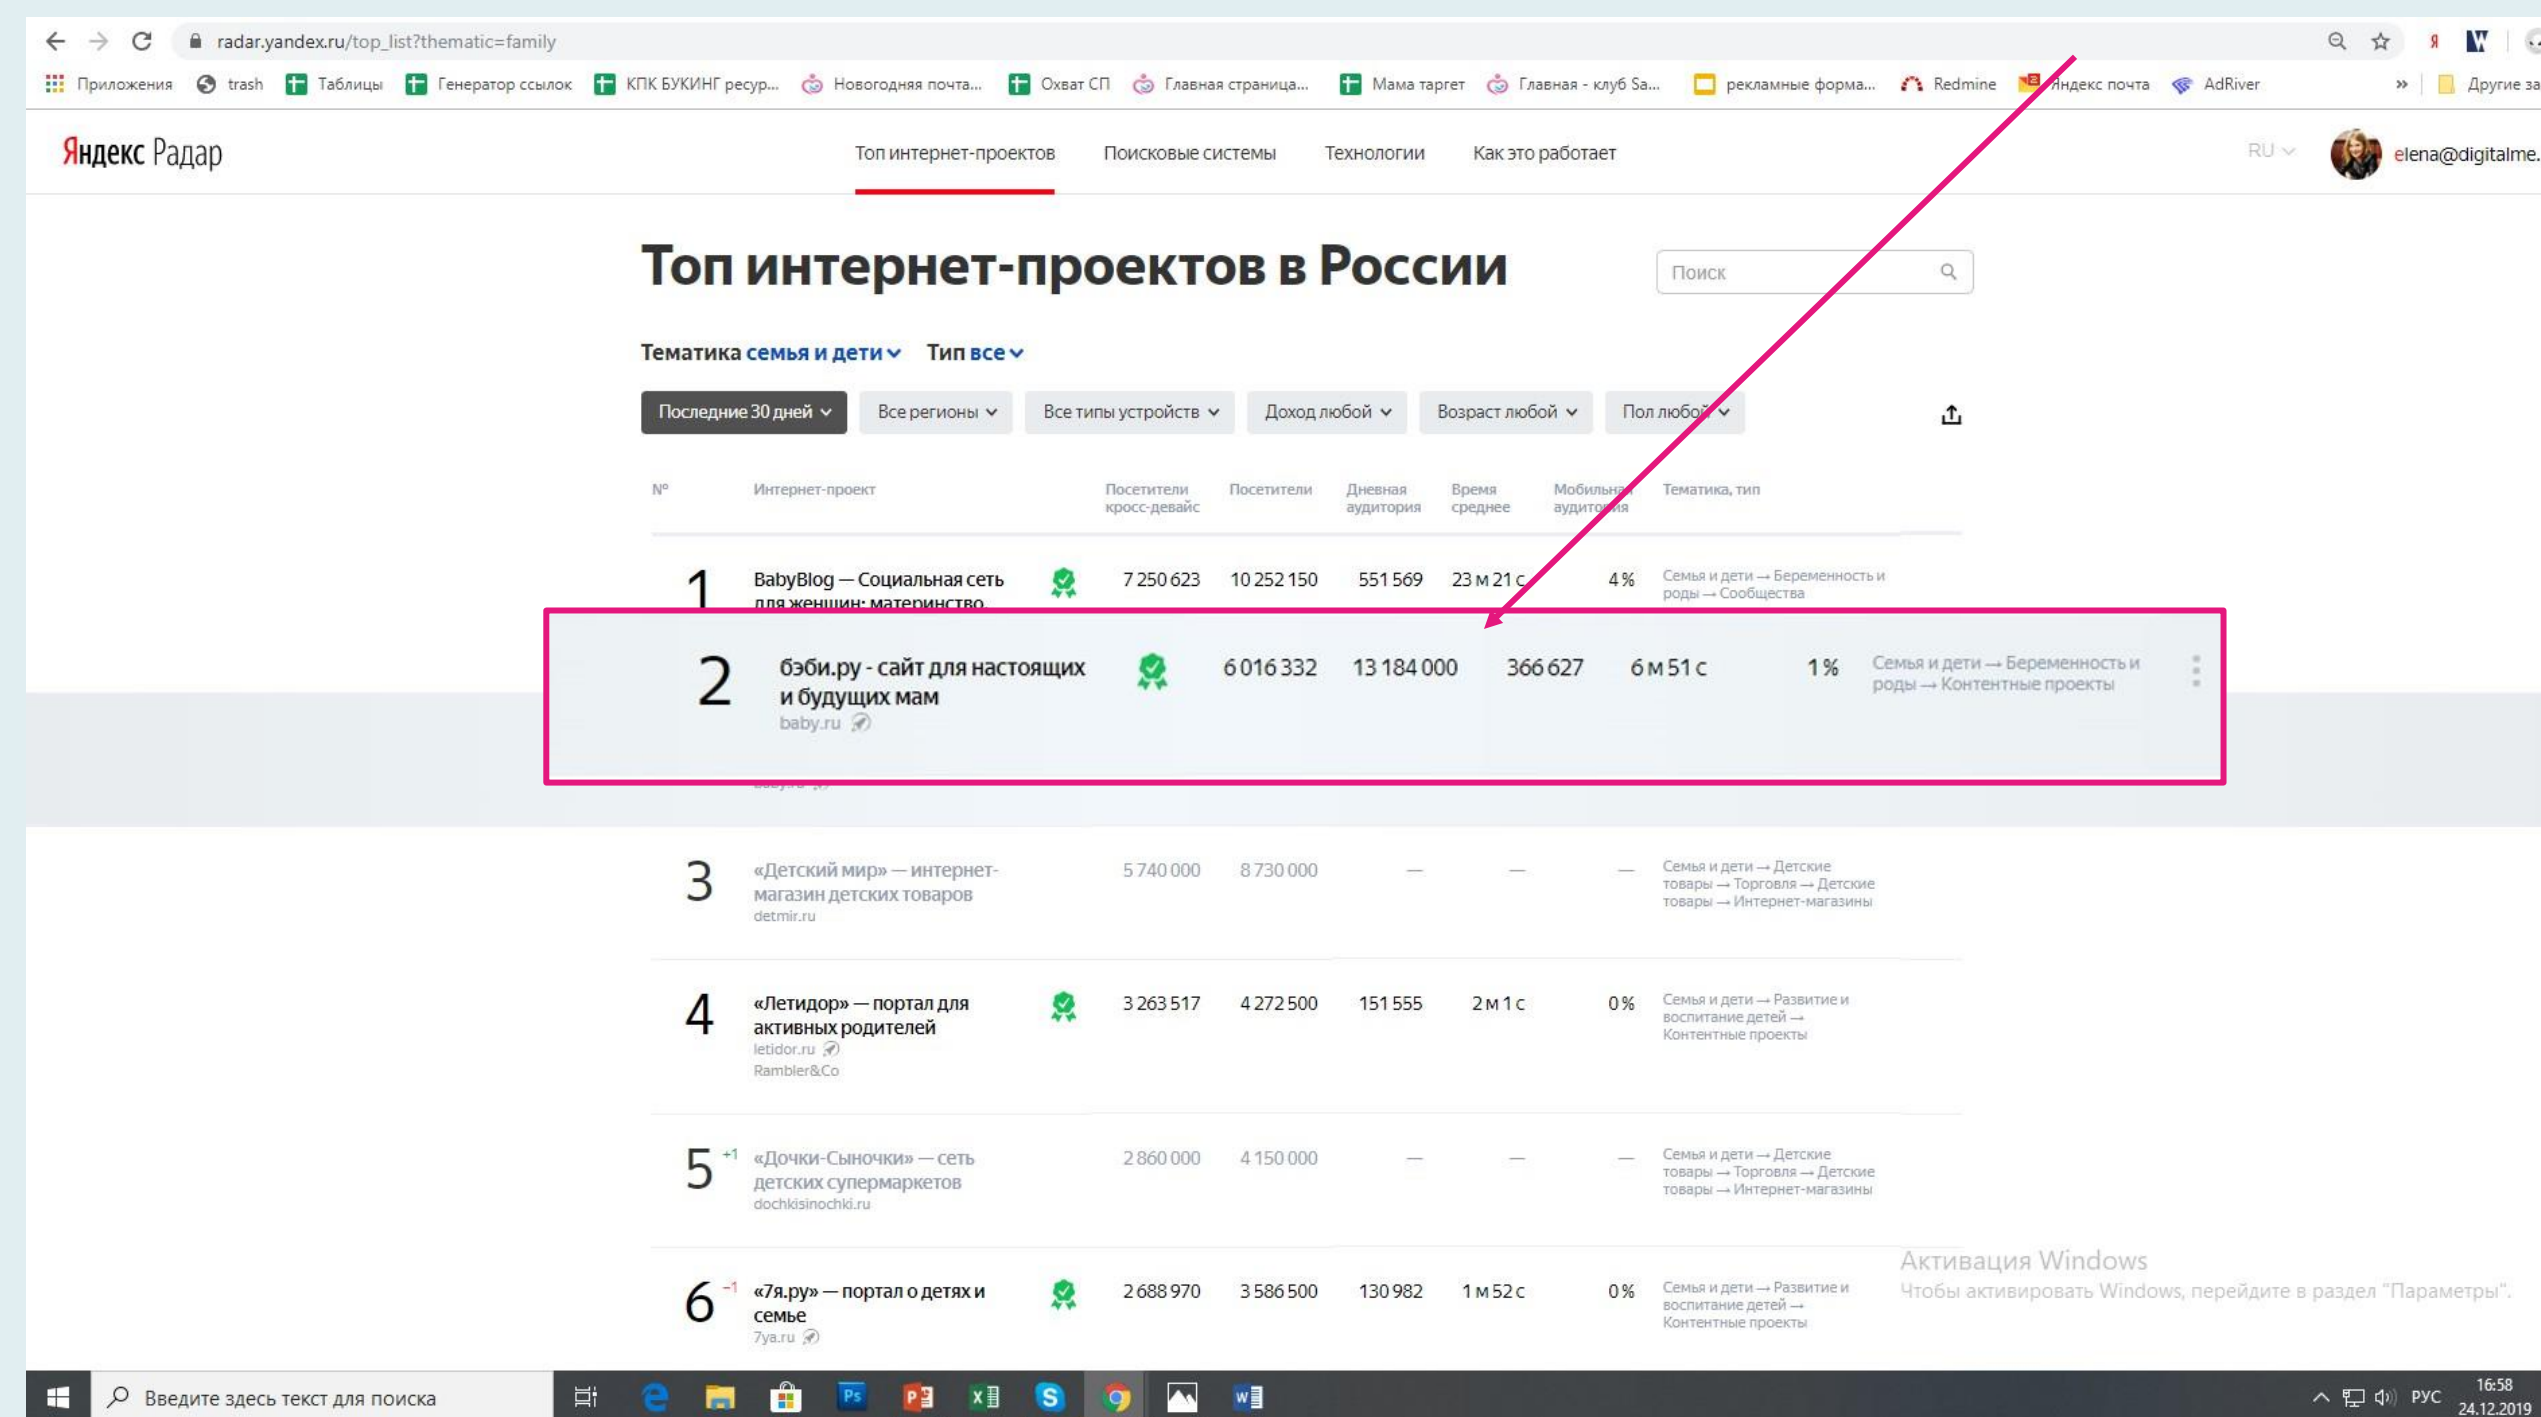 radar.yandex.ru/top_list?thematic=family
Приложения trash Таблицы Генератор ссылок КПК БУКИНГ ресур... Новогодняя почта... Охват СП Главная страница... Мама таргет Главная - клуб Sa... рекламные форма... Redmine Яндекс почта AdRiver » Другие за
Яндекс Радар Топ интернет-проектов Поисковые системы Технологии Как это работает RU elena@digitalme.
Топ интернет-проектов в России Поиск
Тематика семья и дети Тип все
Последние 30 дней Все регионы Все типы устройств Доход любой Возраст любой Пол любой
№ Интернет-проект Посетители Посетители Дневная Время Мобильная Тематика, тип
кросс-девайс аудитория среднее аудитория
1 BabyBlog — Социальная сеть 7 250 623 10 252 150 551 569 23 м 21 с 4 % Семья и дети → Беременность и
для женщин: материнство, роды → Сообщества
2 бэби.ру - сайт для настоящих 6 016 332 13 184 000 366 627 6 м 51 с 1 % Семья и дети → Беременность и
и будущих мам роды → Контентные проекты
baby.ru
3 «Детский мир» — интернет- 5 740 000 8 730 000 — — — Семья и дети → Детские
магазин детских товаров товары → Торговля → Детские
detmir.ru товары → Интернет-магазины
4 «Летидор» — портал для 3 263 517 4 272 500 151 555 2 м 1 с 0 % Семья и дети → Развитие и
активных родителей воспитание детей →
letidor.ru Контентные проекты
Rambler&Co
5 +1 «Дочки-Сыночки» — сеть 2 860 000 4 150 000 — — — Семья и дети → Детские
детских супермаркетов товары → Торговля → Детские
dochkisinochki.ru товары → Интернет-магазины
6 −1 «7я.ру» — портал о детях и 2 688 970 3 586 500 130 982 1 м 52 с 0 % Семья и дети → Развитие и
семье воспитание детей →
7ya.ru Контентные проекты
Активация Windows
Чтобы активировать Windows, перейдите в раздел "Параметры".
Введите здесь текст для поиска РУС 16:58
24.12.2019